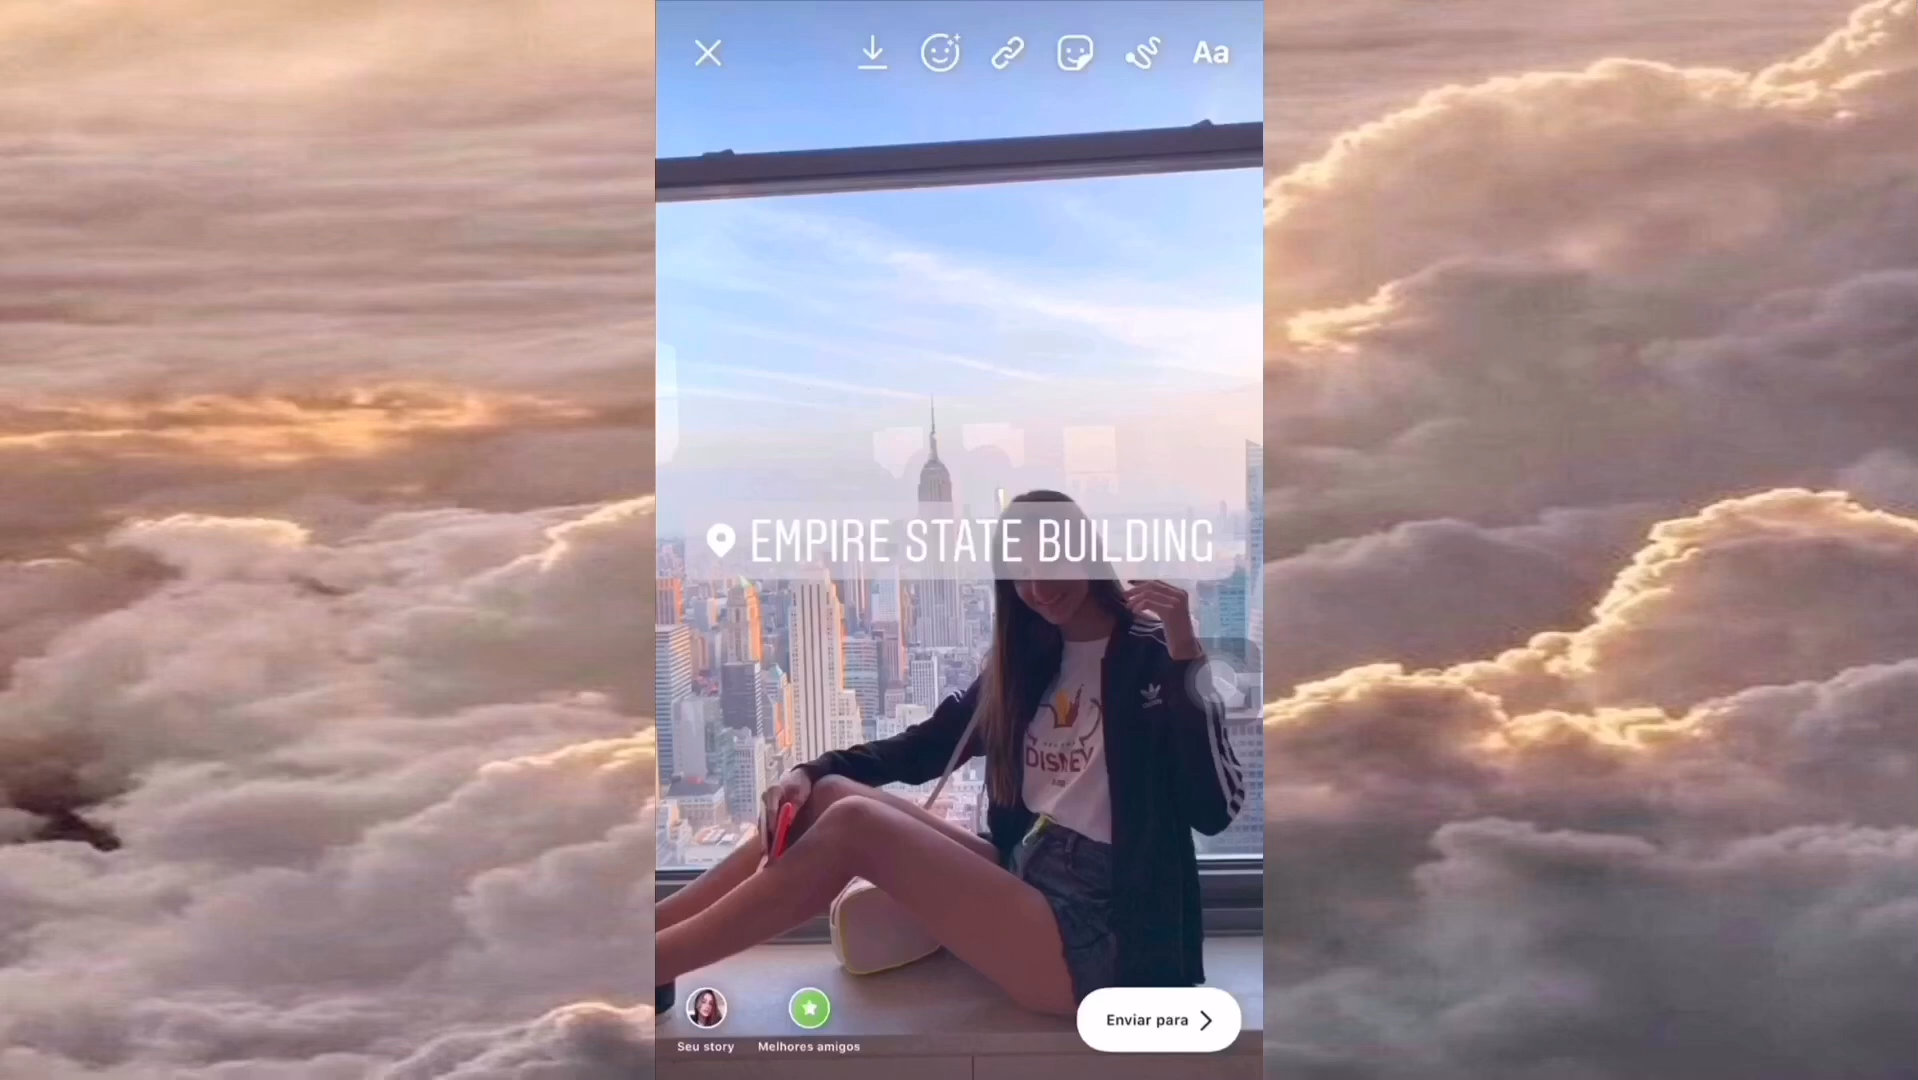 Aa
EMPIRE STATE BUILDING
DISNEY
Seu story
Melhores amigos
Enviar para